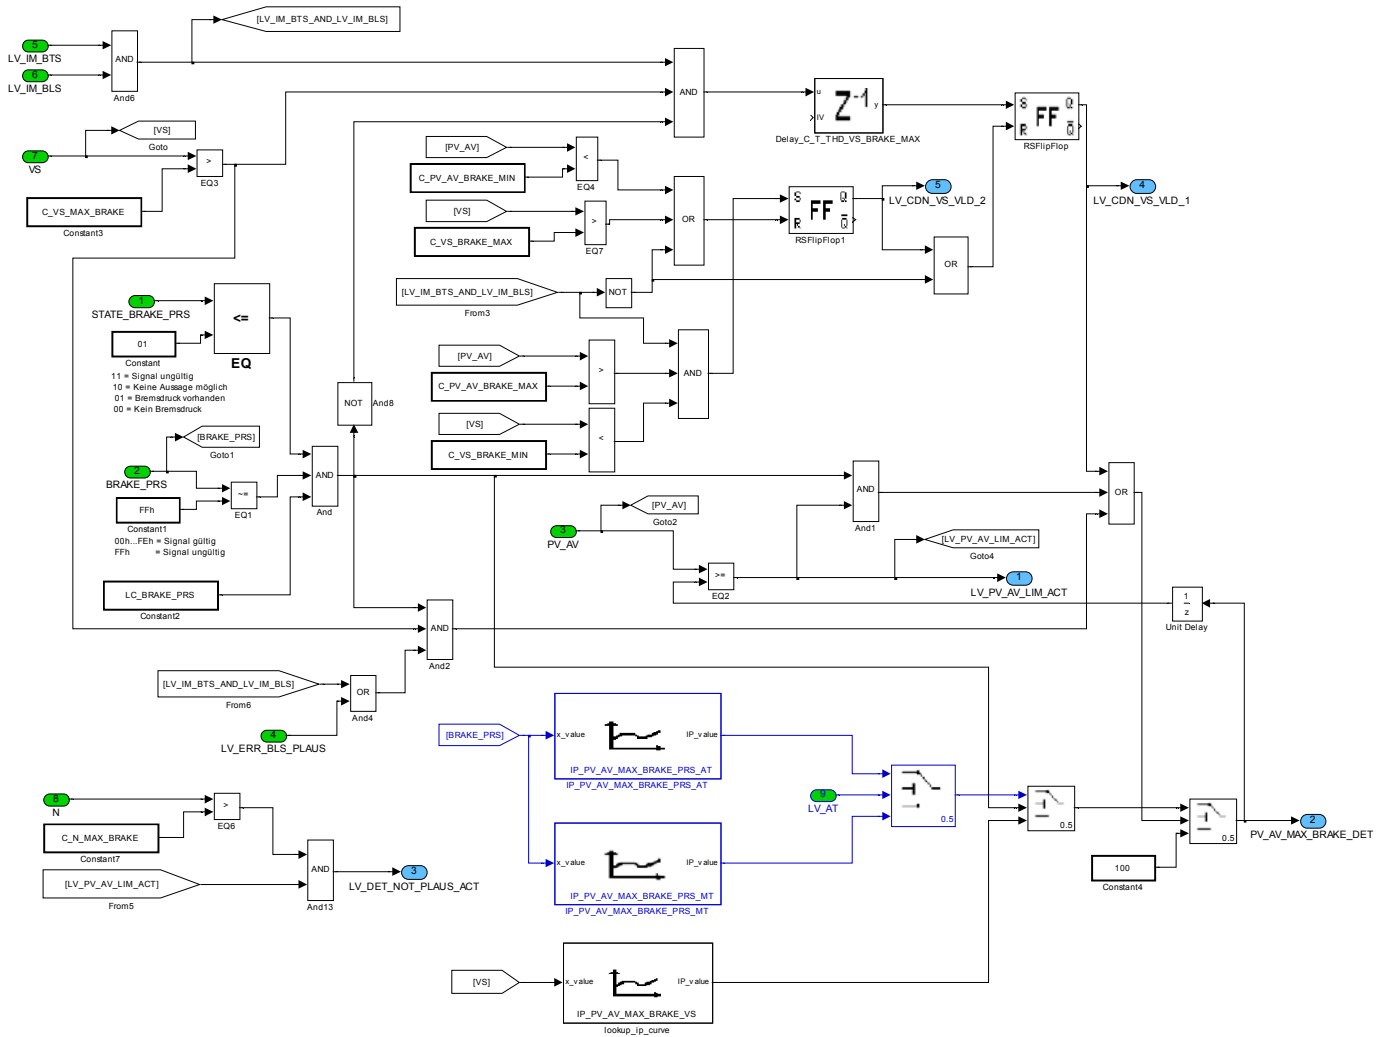 [LV_IM_BTS_AND_LV_IM_BLS]
5
LV_IM_BTS
6
LV_IM_BLS
AND
And6
[VS]
Goto
7
VS
>
EQ3
C_VS_MAX_BRAKE
Constant3
AND
u
IV
Z-1
y
Delay_C_T_THD_VS_BRAKE_MAX
S
R
FF
Q
Q
RSFlipFlop
4
LV_CDN_VS_VLD_1
[PV_AV]
C_PV_AV_BRAKE_MIN
<
EQ4
[VS]
C_VS_BRAKE_MAX
>
EQ7
OR
S
R
FF
Q
Q
RSFlipFlop1
5
LV_CDN_VS_VLD_2
OR
[LV_IM_BTS_AND_LV_IM_BLS]
From3
NOT
1
STATE_BRAKE_PRS
01
Constant
<=
EQ
11 = Signal ungültig
10 = Keine Aussage möglich
01 = Bremsdruck vorhanden
00 = Kein Bremsdruck
[PV_AV]
C_PV_AV_BRAKE_MAX
>
AND
[VS]
C_VS_BRAKE_MIN
<
NOT
And8
[BRAKE_PRS]
Goto1
2
BRAKE_PRS
FFh
Constant1
~=
EQ1
AND
And
00h...FEh = Signal gültig
FFh = Signal ungültig
LC_BRAKE_PRS
Constant2
AND
And1
OR
[PV_AV]
Goto2
3
PV_AV
>=
EQ2
[LV_PV_AV_LIM_ACT]
Goto4
1
LV_PV_AV_LIM_ACT
1
z
Unit Delay
AND
And2
[LV_IM_BTS_AND_LV_IM_BLS]
From6
OR
And4
4
LV_ERR_BLS_PLAUS
[BRAKE_PRS]
x_value
IP_value
IP_PV_AV_MAX_BRAKE_PRS_AT
IP_PV_AV_MAX_BRAKE_PRS_AT
9
LV_AT
0.5
0.5
0.5
2
PV_AV_MAX_BRAKE_DET
100
Constant4
x_value
IP_value
IP_PV_AV_MAX_BRAKE_PRS_MT
IP_PV_AV_MAX_BRAKE_PRS_MT
8
N
C_N_MAX_BRAKE
Constant7
>
EQ6
[LV_PV_AV_LIM_ACT]
From5
AND
And13
3
LV_DET_NOT_PLAUS_ACT
[VS]
x_value
IP_value
IP_PV_AV_MAX_BRAKE_VS
lookup_ip_curve